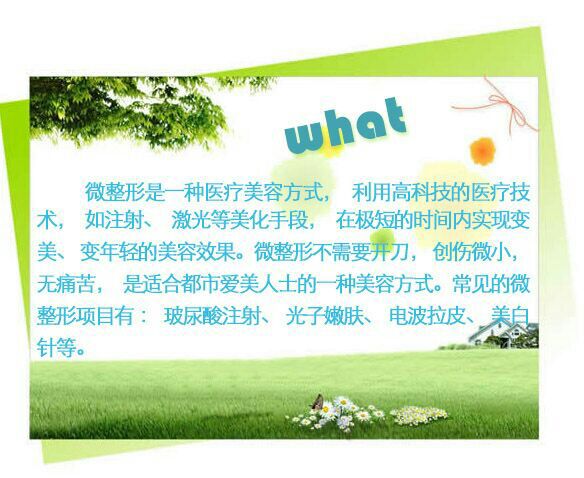 what
微整形是一种医疗美容方式， 利用高科技的医疗技
术， 如注射、 激光等美化手段， 在极短的时间内实现变
美、 变年轻的美容效果。微整形不需要开刀， 创伤微小，
无痛苦， 是适合都市爱美人士的一种美容方式。常见的微
整形项目有： 玻尿酸注射、 光子嫩肤、 电波拉皮、 美白
针等。